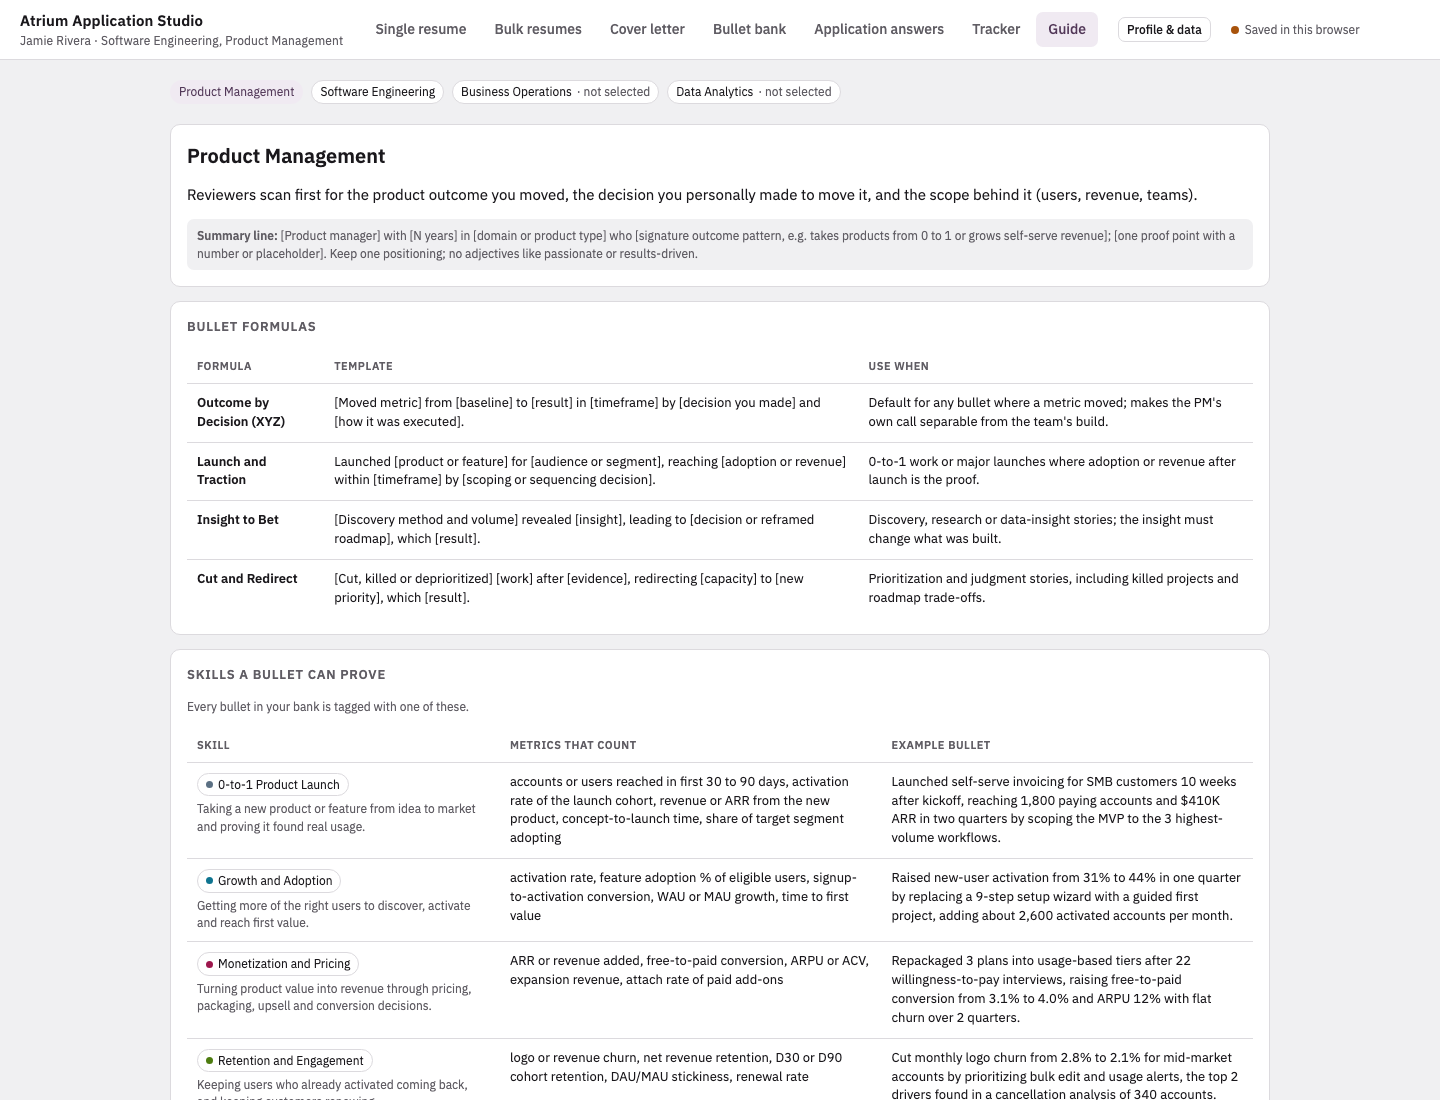 Atrium Application Studio
Jamie Rivera · Software Engineering, Product Management
Single resume
Bulk resumes
Cover letter
Bullet bank
Application answers
Tracker
Guide
Profile & data
Saved in this browser
Product Management
Software Engineering
Business Operations · not selected
Data Analytics · not selected
Product Management
Reviewers scan first for the product outcome you moved, the decision you personally made to move it, and the scope behind it (users, revenue, teams).
Summary line: [Product manager] with [N years] in [domain or product type] who [signature outcome pattern, e.g. takes products from 0 to 1 or grows self-serve revenue]; [one proof point with a
number or placeholder]. Keep one positioning; no adjectives like passionate or results-driven.
BULLET FORMULAS
FORMULA
TEMPLATE
USE WHEN
Outcome by
Decision (XYZ)
[Moved metric] from [baseline] to [result] in [timeframe] by [decision you made] and
[how it was executed].
Default for any bullet where a metric moved; makes the PM's
own call separable from the team's build.
Launch and
Traction
Launched [product or feature] for [audience or segment], reaching [adoption or revenue]
within [timeframe] by [scoping or sequencing decision].
0-to-1 work or major launches where adoption or revenue after
launch is the proof.
Insight to Bet
[Discovery method and volume] revealed [insight], leading to [decision or reframed
roadmap], which [result].
Discovery, research or data-insight stories; the insight must
change what was built.
Cut and Redirect
[Cut, killed or deprioritized] [work] after [evidence], redirecting [capacity] to [new
priority], which [result].
Prioritization and judgment stories, including killed projects and
roadmap trade-offs.
SKILLS A BULLET CAN PROVE
Every bullet in your bank is tagged with one of these.
SKILL
METRICS THAT COUNT
EXAMPLE BULLET
0-to-1 Product Launch
Taking a new product or feature from idea to market
and proving it found real usage.
accounts or users reached in first 30 to 90 days, activation
rate of the launch cohort, revenue or ARR from the new
product, concept-to-launch time, share of target segment
adopting
Launched self-serve invoicing for SMB customers 10 weeks
after kickoff, reaching 1,800 paying accounts and $410K
ARR in two quarters by scoping the MVP to the 3 highest-
volume workflows.
Growth and Adoption
Getting more of the right users to discover, activate
and reach first value.
activation rate, feature adoption % of eligible users, signup-
to-activation conversion, WAU or MAU growth, time to first
value
Raised new-user activation from 31% to 44% in one quarter
by replacing a 9-step setup wizard with a guided first
project, adding about 2,600 activated accounts per month.
Monetization and Pricing
Turning product value into revenue through pricing,
packaging, upsell and conversion decisions.
ARR or revenue added, free-to-paid conversion, ARPU or ACV,
expansion revenue, attach rate of paid add-ons
Repackaged 3 plans into usage-based tiers after 22
willingness-to-pay interviews, raising free-to-paid
conversion from 3.1% to 4.0% and ARPU 12% with flat
churn over 2 quarters.
Retention and Engagement
Keeping users who already activated coming back,
logo or revenue churn, net revenue retention, D30 or D90
cohort retention, DAU/MAU stickiness, renewal rate
Cut monthly logo churn from 2.8% to 2.1% for mid-market
accounts by prioritizing bulk edit and usage alerts, the top 2
drivers found in a cancellation analysis of 340 accounts.